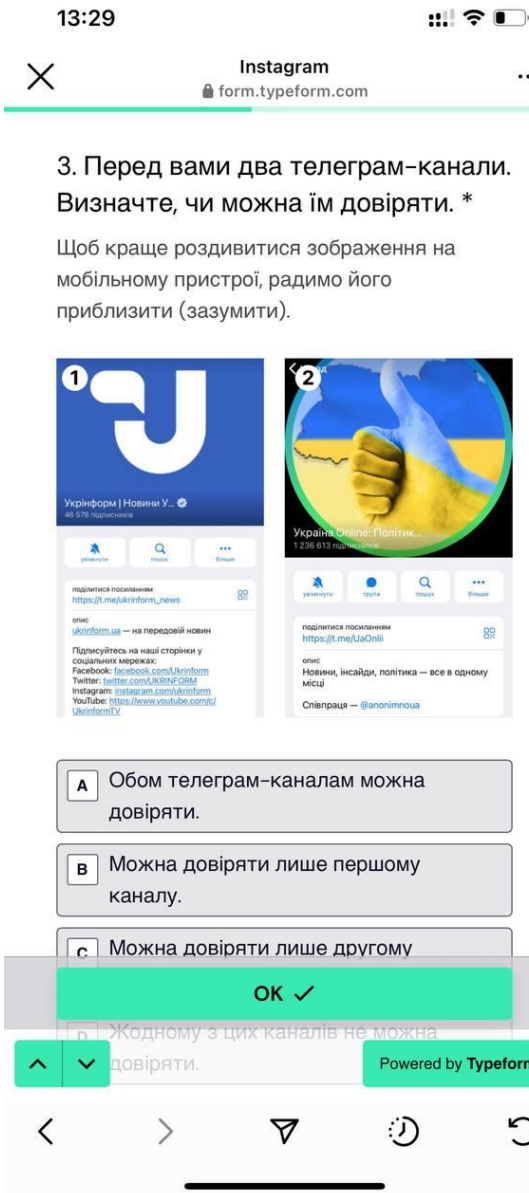 13:29
Instagram
form.typeform.com
3. Перед вами два телеграм-канали.
Визначте, чи можна їм довіряти. *
Щоб краще роздивитися зображення на
мобільному пристрої, радимо його
приблизити (зазумити).
1
Укрінформ | Новини У...
46 578 підписників
увімкнути
пошук
більше
поділитися посиланням
https://t.me/ukrinform_news
опис
ukrinform.ua — на передовій новин
Підписуйтесь на наші сторінки у
соціальних мережах:
Facebook: facebook.com/Ukrinform
Twitter: twitter.com/UKRINFORM
Instagram: instagram.com/ukrinform
YouTube: https://www.youtube.com/c/
UkrinformTV
2
Україна Online: Політик...
1 236 613 підписників
увімкнути
група
пошук
більше
поділитися посиланням
https://t.me/UaOnlii
опис
Новини, інсайди, політика — все в одному
місці
Співпраця — @anonimnoua
A Обом телеграм-каналам можна
довіряти.
B Можна довіряти лише першому
каналу.
C Можна довіряти лише другому
OK
D Жодному з цих каналів не можна
довіряти.
Powered by Typeform